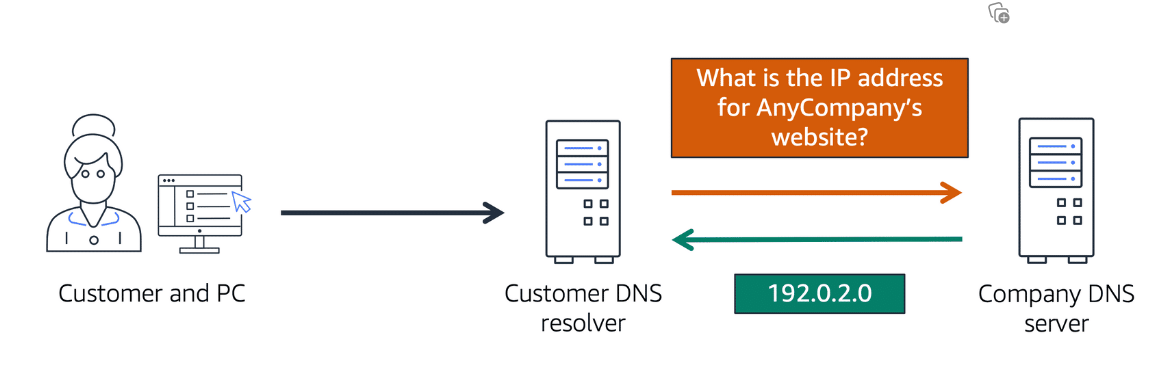 What is the IP address
for AnyCompany's
website?
192.0.2.0
Customer and PC
Customer DNS
resolver
Company DNS
server